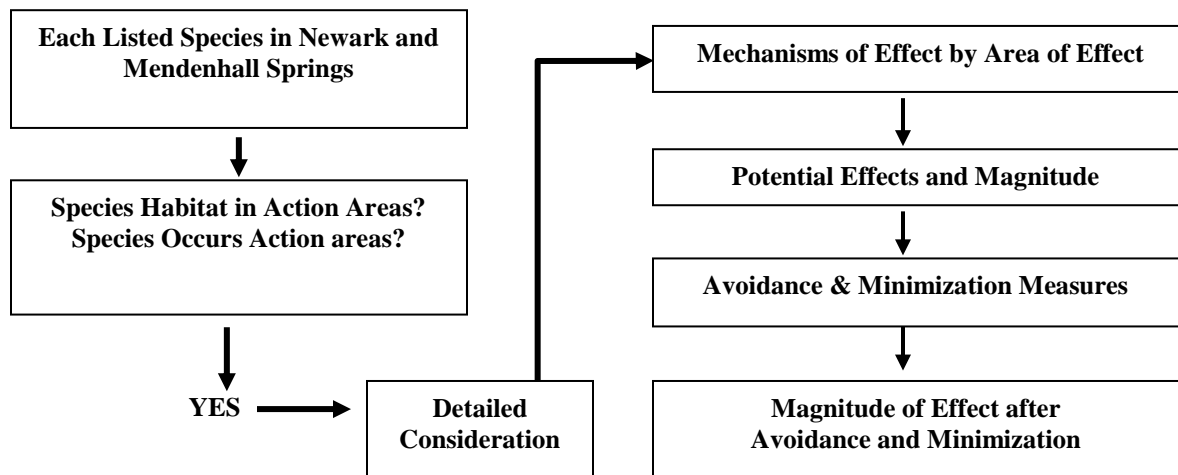 Each Listed Species in Newark and
Mendenhall Springs
Species Habitat in Action Areas?
Species Occurs Action areas?
YES
Detailed
Consideration
Mechanisms of Effect by Area of Effect
Potential Effects and Magnitude
Avoidance & Minimization Measures
Magnitude of Effect after
Avoidance and Minimization